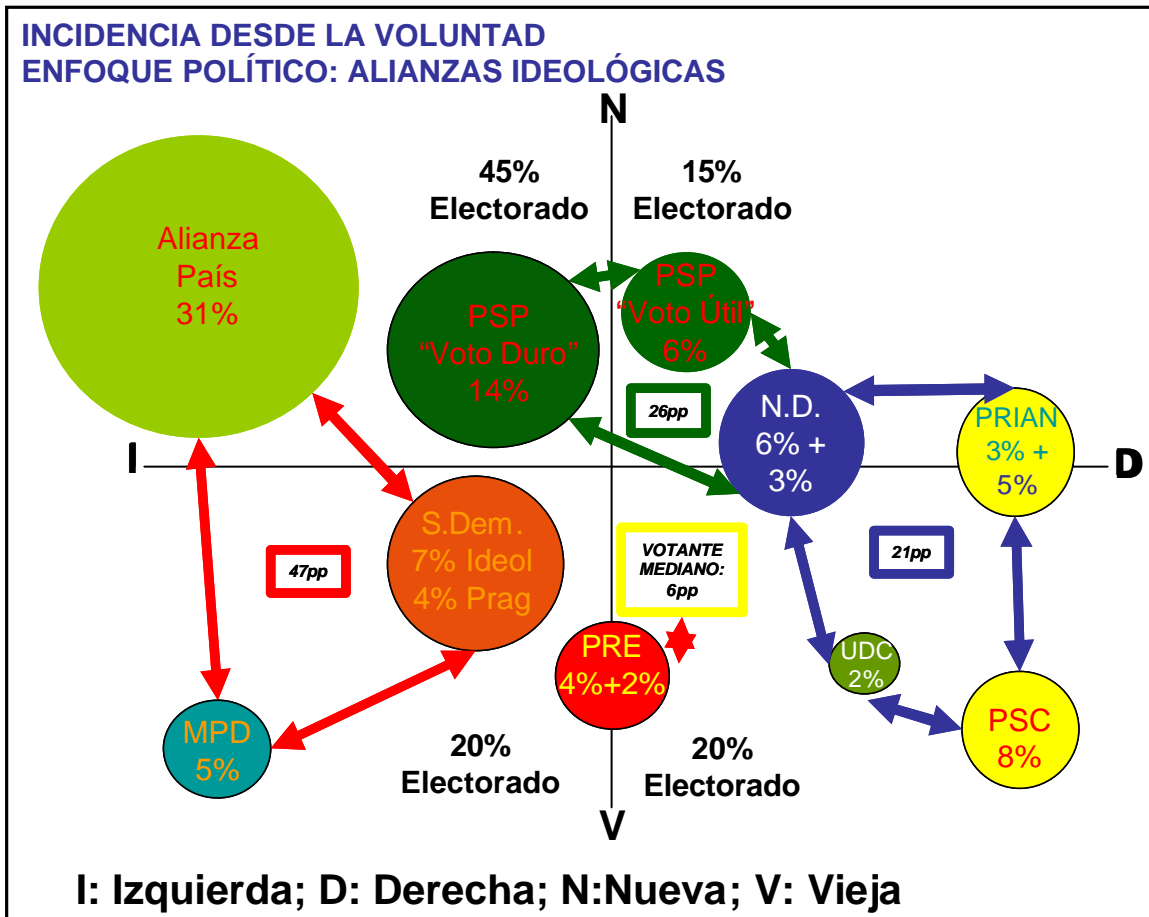 INCIDENCIA DESDE LA VOLUNTAD
ENFOQUE POLÍTICO: ALIANZAS IDEOLÓGICAS
N
45%
Electorado
15%
Electorado
Alianza
País
31%
PSP
“Voto Duro”
14%
PSP
“Voto Útil”
6%
26pp
N.D.
6% +
3%
PRIAN
3% +
5%
I
D
S.Dem.
7% Ideol
4% Prag
47pp
VOTANTE
MEDIANO:
6pp
21pp
PRE
4%+2%
UDC
2%
MPD
5%
PSC
8%
20%
Electorado
20%
Electorado
V
I: Izquierda; D: Derecha; N:Nueva; V: Vieja